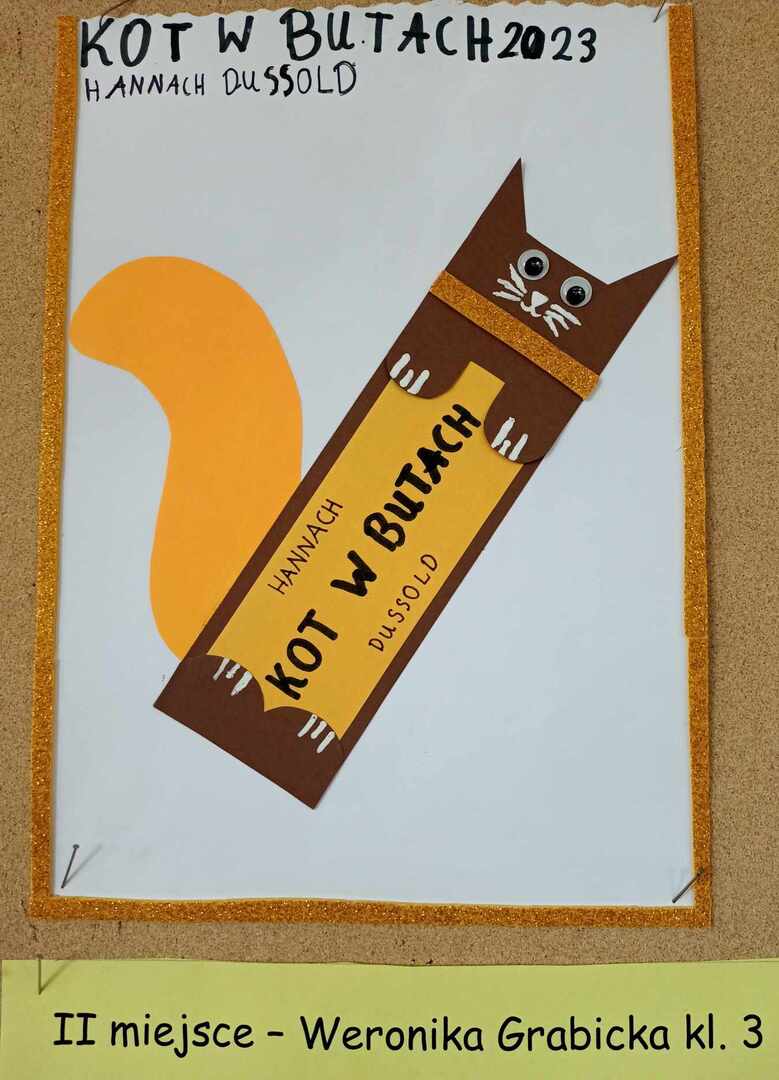 KOT W BUTACH 2023
HANNACH DUSSOLD
HANNACH
KOT W BUTACH
DUSSOLD
II miejsce – Weronika Grabicka kl. 3